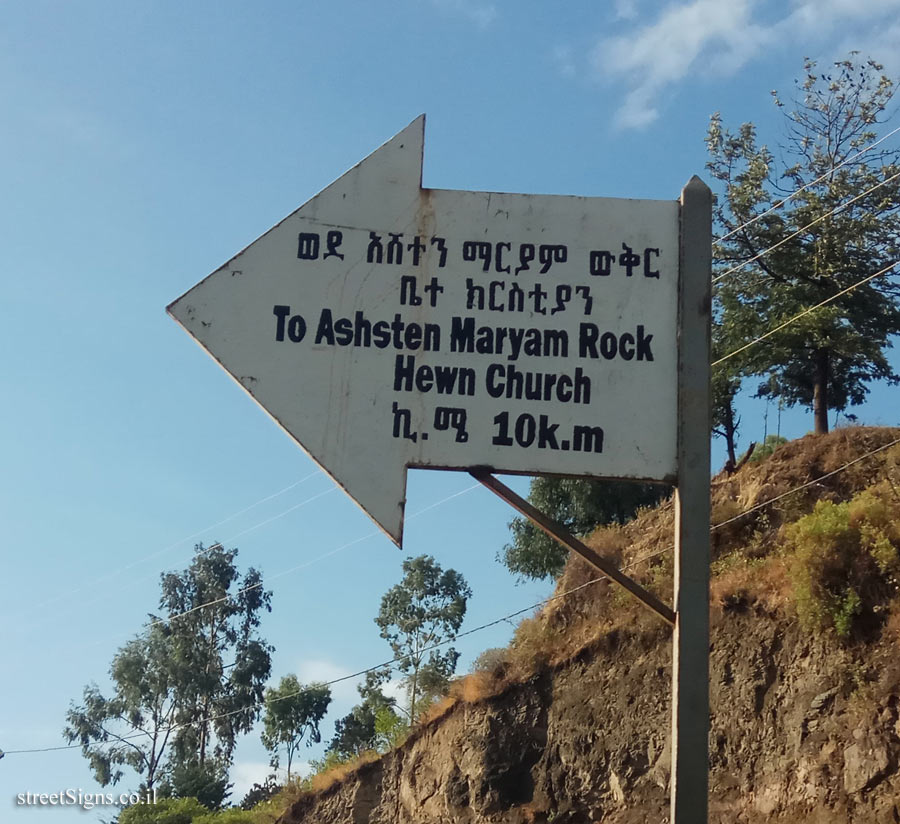 ወደ አሸተን ማርያም ውቅር
ቤተ ክርስቲያን
To Ashsten Maryam Rock
Hewn Church
ኪ.ሜ 10k.m
streetSigns.co.il